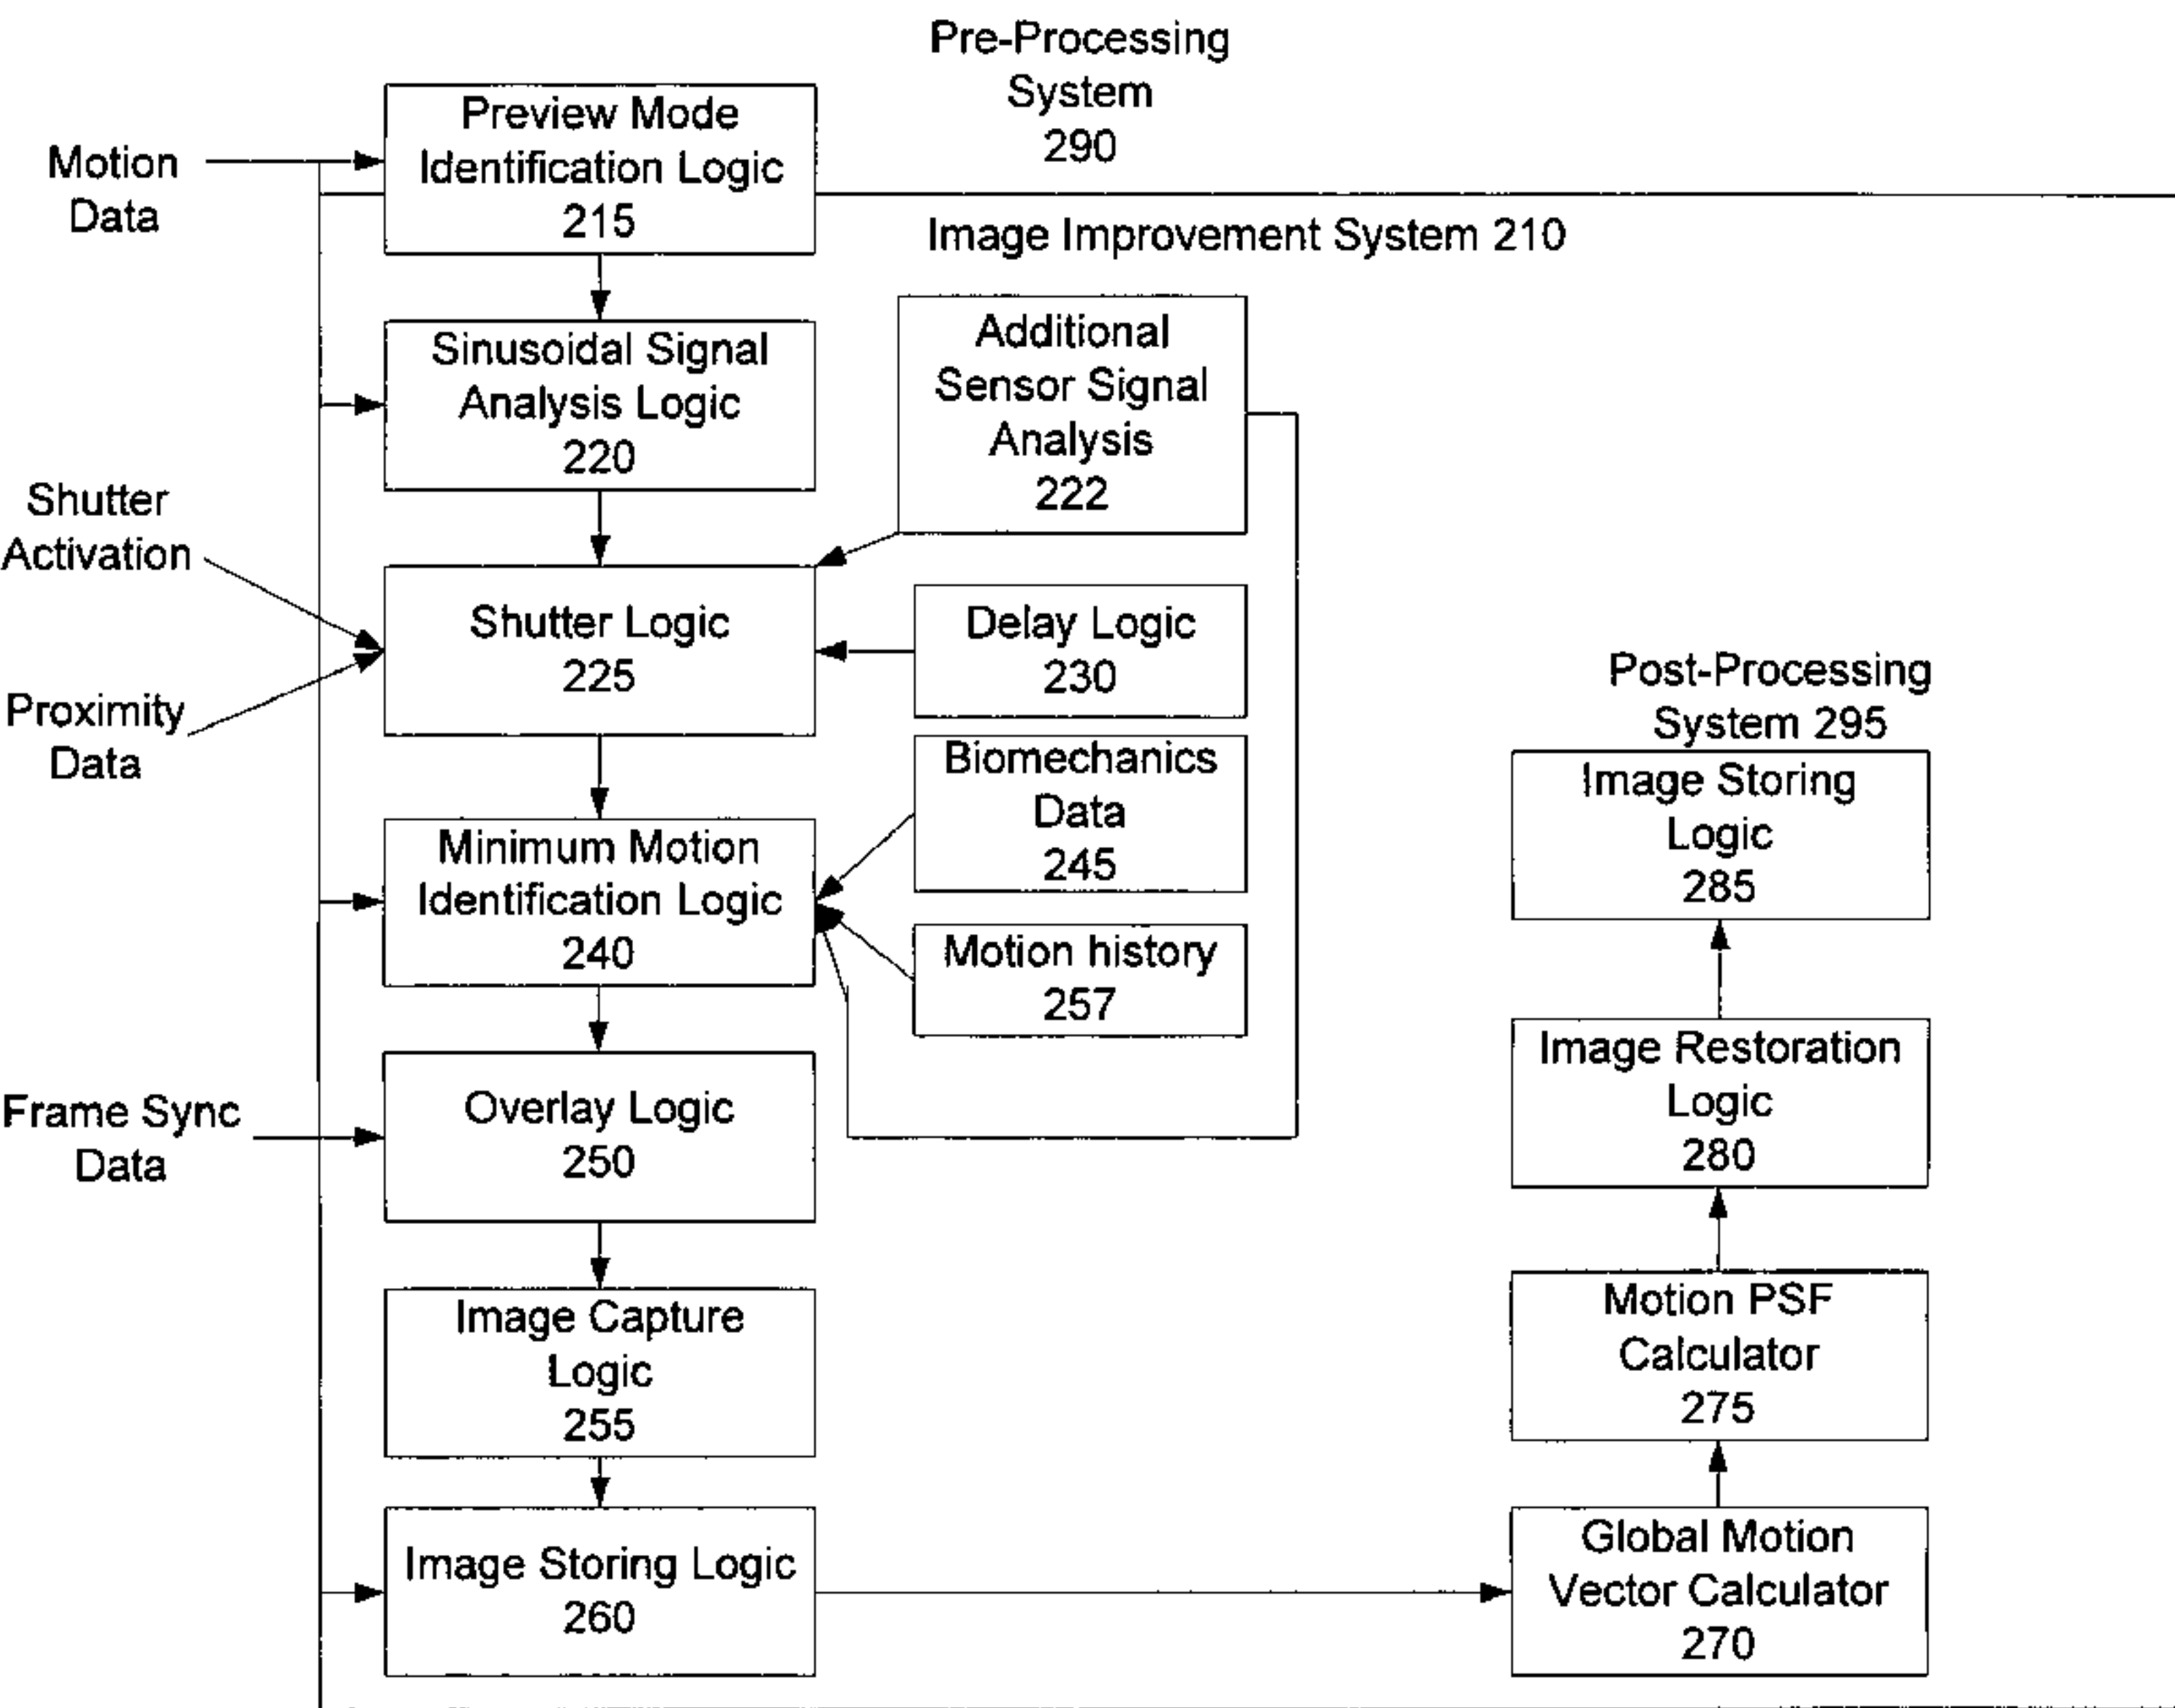 Pre-Processing
System
290
Motion
Data
Preview Mode
Identification Logic
215
Image Improvement System 210
Sinusoidal Signal
Analysis Logic
220
Additional
Sensor Signal
Analysis
222
Shutter
Activation
Proximity
Data
Shutter Logic
225
Delay Logic
230
Biomechanics
Data
245
Minimum Motion
Identification Logic
240
Motion history
257
Frame Sync
Data
Overlay Logic
250
Image Capture
Logic
255
Image Storing Logic
260
Post-Processing
System 295
Image Storing
Logic
285
Image Restoration
Logic
280
Motion PSF
Calculator
275
Global Motion
Vector Calculator
270